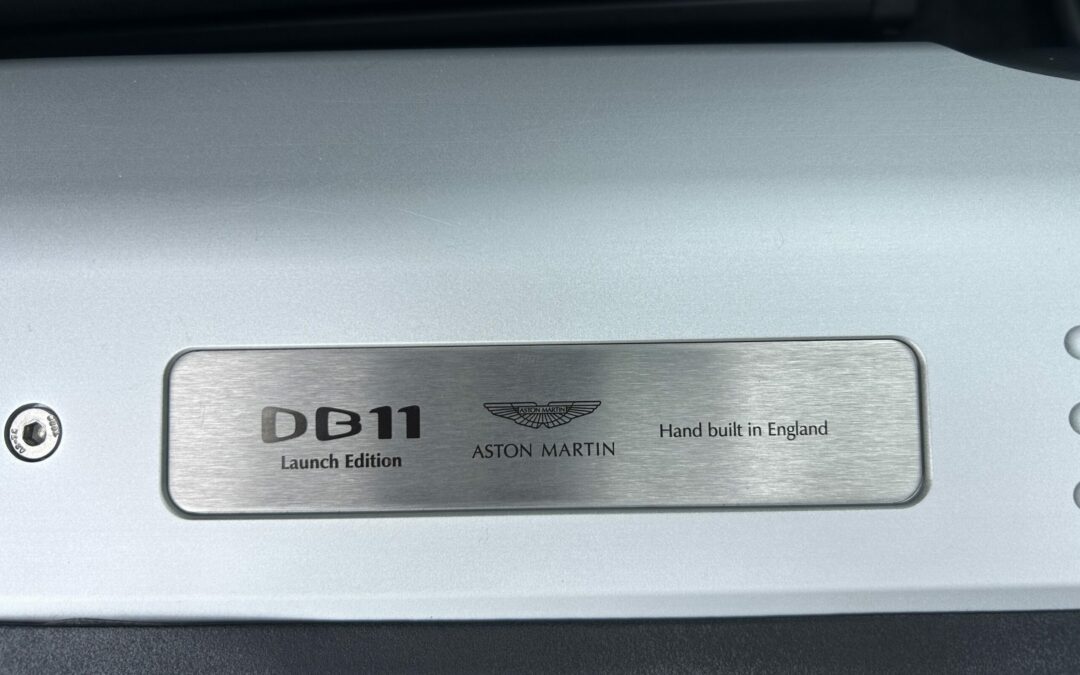 DB11
Launch Edition
ASTON MARTIN
ASTON MARTIN
Hand built in England